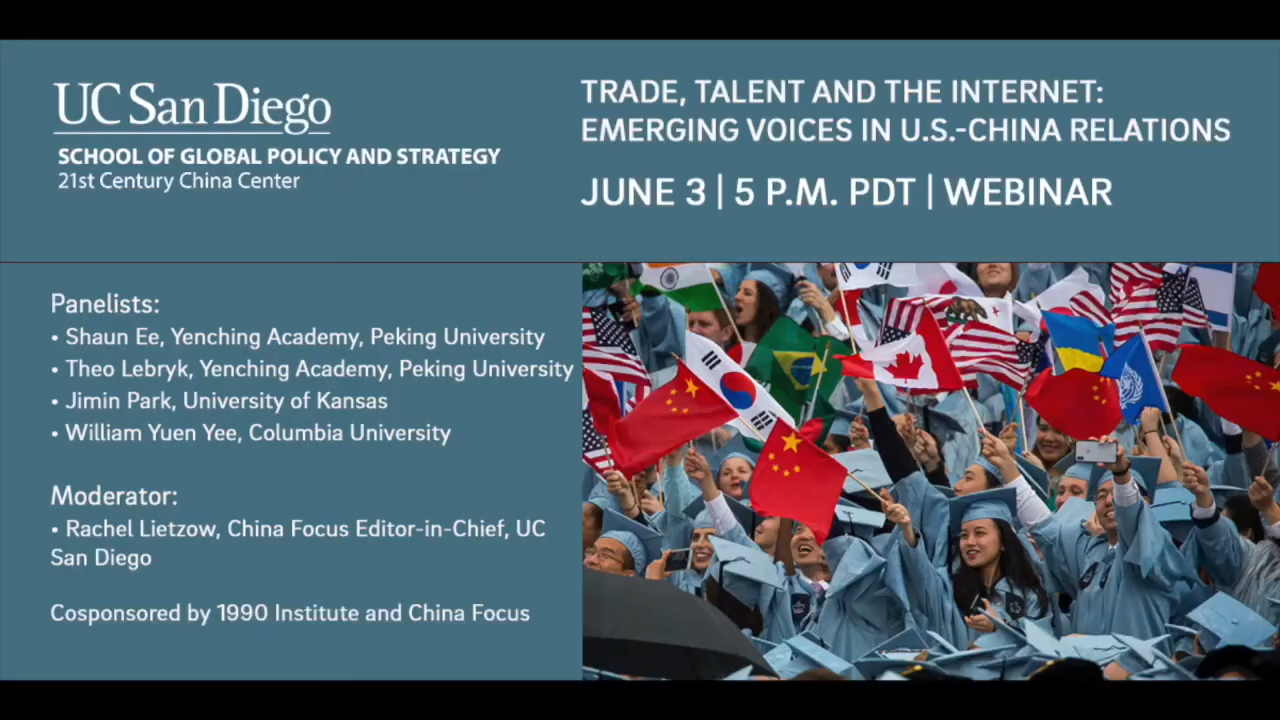 UC San Diego
SCHOOL OF GLOBAL POLICY AND STRATEGY
21st Century China Center
TRADE, TALENT AND THE INTERNET:
EMERGING VOICES IN U.S.-CHINA RELATIONS
JUNE 3 | 5 P.M. PDT | WEBINAR
Panelists:
• Shaun Ee, Yenching Academy, Peking University
• Theo Lebryk, Yenching Academy, Peking University
• Jimin Park, University of Kansas
• William Yuen Yee, Columbia University
Moderator:
• Rachel Lietzow, China Focus Editor-in-Chief, UC
San Diego
Cosponsored by 1990 Institute and China Focus